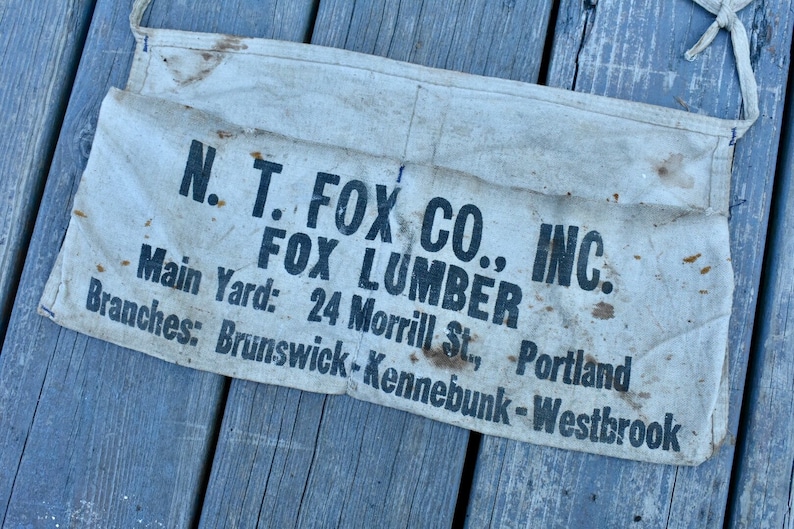 N. T. FOX CO., INC.
FOX LUMBER
Main Yard: 24 Morrill St., Portland
Branches: Brunswick-Kennebunk-Westbrook